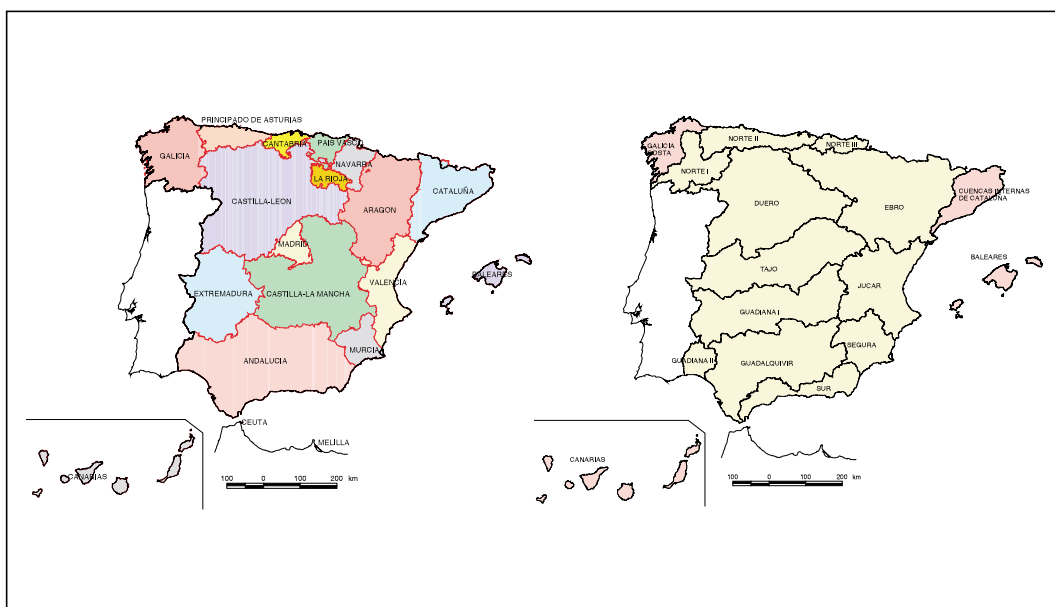 PRINCIPADO DE ASTURIAS
CANTABRIA
PAIS VASCO
GALICIA
NAVARRA
LA RIOJA
CATALUÑA
CASTILLA-LEON
ARAGON
MADRID
BALEARES
VALENCIA
EXTREMADURA
CASTILLA-LA MANCHA
MURCIA
ANDALUCIA
CEUTA
MELILLA
CANARIAS
100 0 100 200 km
NORTE II
NORTE III
GALICIA
COSTA
NORTE I
CUENCAS INTERNAS
DE CATALUNA
DUERO
EBRO
BALEARES
TAJO
JUCAR
GUADIANA I
SEGURA
GUADIANA II
GUADALQUIVIR
SUR
CANARIAS
100 0 100 200 km